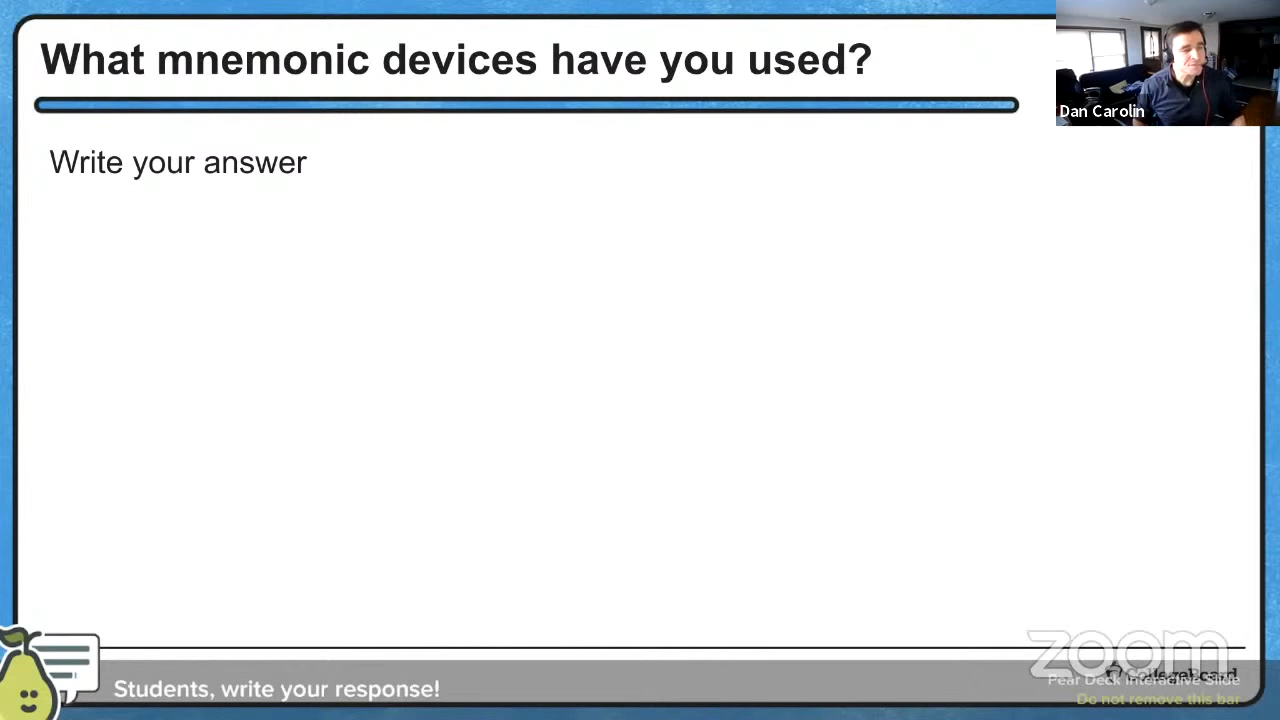 What mnemonic devices have you used?
Dan Carolin
Write your answer
zoom
CollegeBoard
Pear Deck Interactive Slide
Students, write your response!
Do not remove this bar